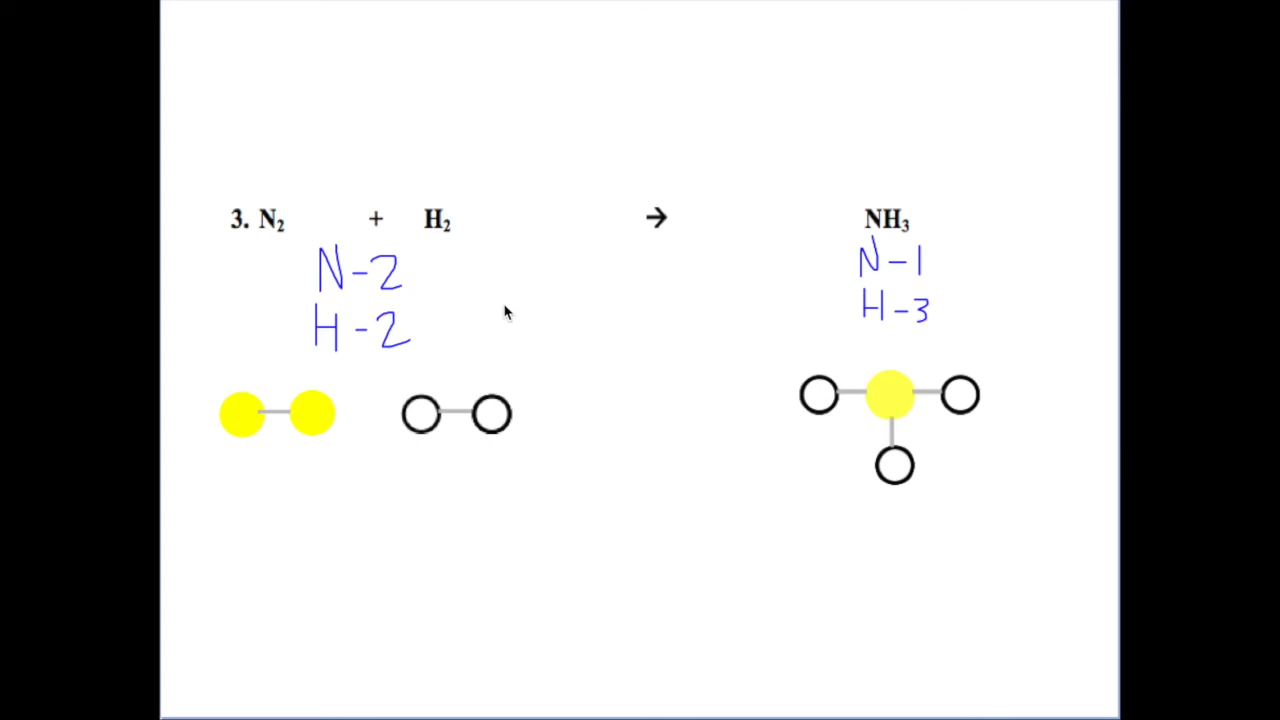 3. N₂ + H₂ → NH₃
N-2 N-1
H-2 H-3